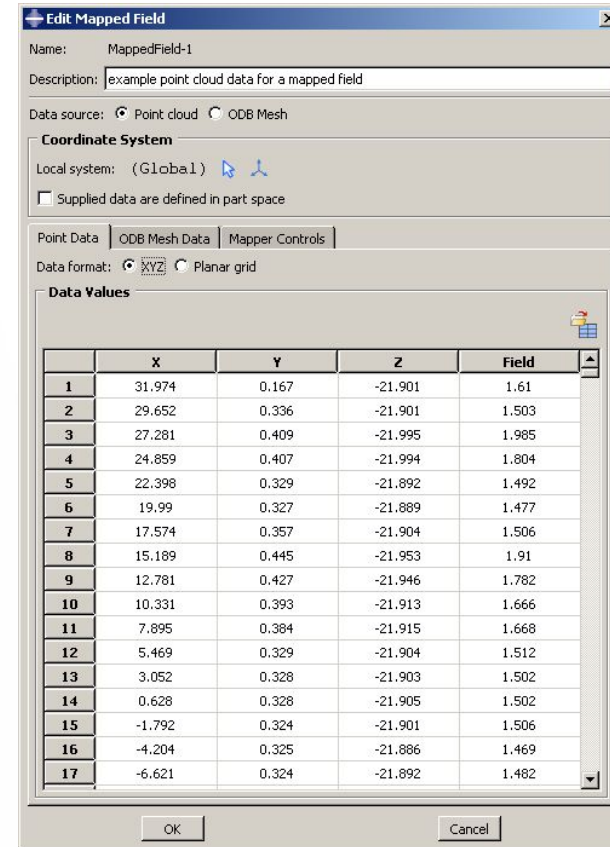 Edit Mapped Field
Name: MappedField-1
Description: example point cloud data for a mapped field
Data source: Point cloud ODB Mesh
Coordinate System
Local system: (Global)
Supplied data are defined in part space
Point Data ODB Mesh Data Mapper Controls
Data format: XYZ Planar grid
Data Values
X Y Z Field
1 31.974 0.167 -21.901 1.61
2 29.652 0.336 -21.901 1.503
3 27.281 0.409 -21.995 1.985
4 24.859 0.407 -21.994 1.804
5 22.398 0.329 -21.892 1.492
6 19.99 0.327 -21.889 1.477
7 17.574 0.357 -21.904 1.506
8 15.189 0.445 -21.953 1.91
9 12.781 0.427 -21.946 1.782
10 10.331 0.393 -21.913 1.666
11 7.895 0.384 -21.915 1.668
12 5.469 0.329 -21.904 1.512
13 3.052 0.328 -21.903 1.502
14 0.628 0.328 -21.905 1.502
15 -1.792 0.324 -21.901 1.506
16 -4.204 0.325 -21.886 1.469
17 -6.621 0.324 -21.892 1.482
OK Cancel